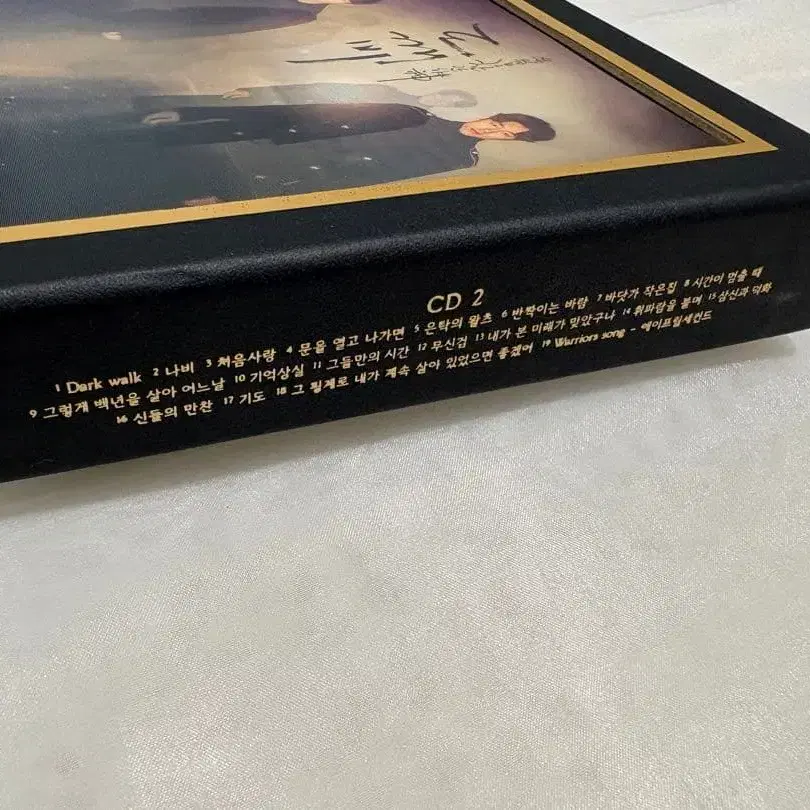 도깨비
CD 2
1 Dark walk 2 나비 3 처음사랑 4 문을 열고 나가면 5 은탁의 왈츠 6 반짝이는 바람 7 바닷가 작은집 8 시간이 멈출 때
9 그렇게 백년을 살아 어느날 10 기억상실 11 그들만의 시간 12 무신검 13 내가 본 미래가 맞았구나 14 휘파람을 불며 15 삼신과 덕화
16 신들의 만찬 17 기도 18 그 핑계로 내가 계속 살아 있었으면 좋겠어 19 Warriors song - 에이프릴세컨드